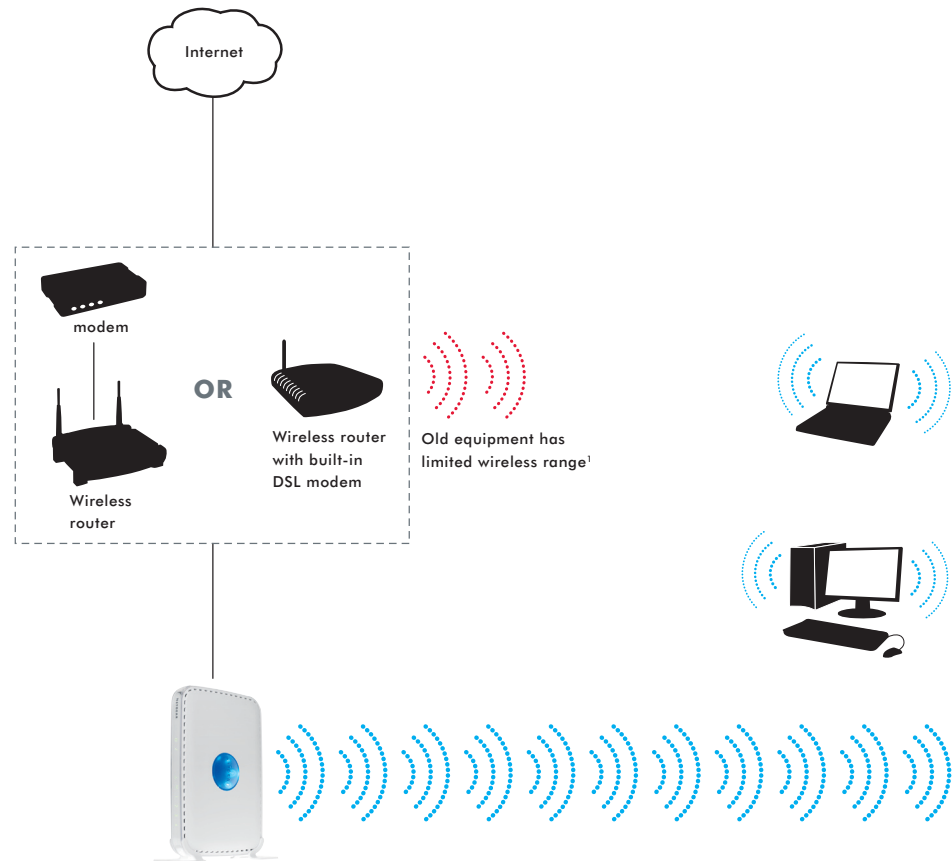 Internet
modem
OR
Wireless router
with built-in
DSL modem
Old equipment has
limited wireless range¹
Wireless
router